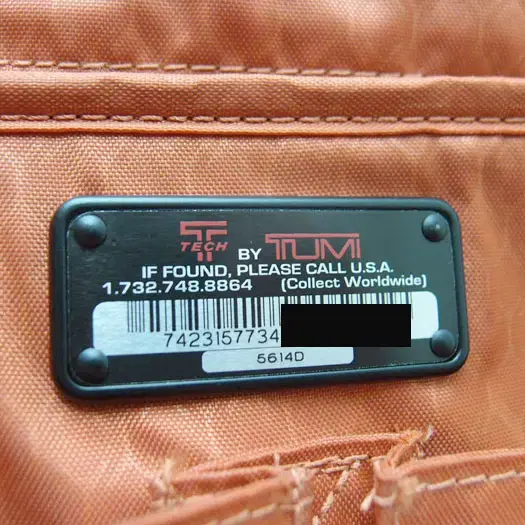 T TECH BY TUMI
IF FOUND, PLEASE CALL U.S.A.
1.732.748.8864 (Collect Worldwide)
7423157734
5614D